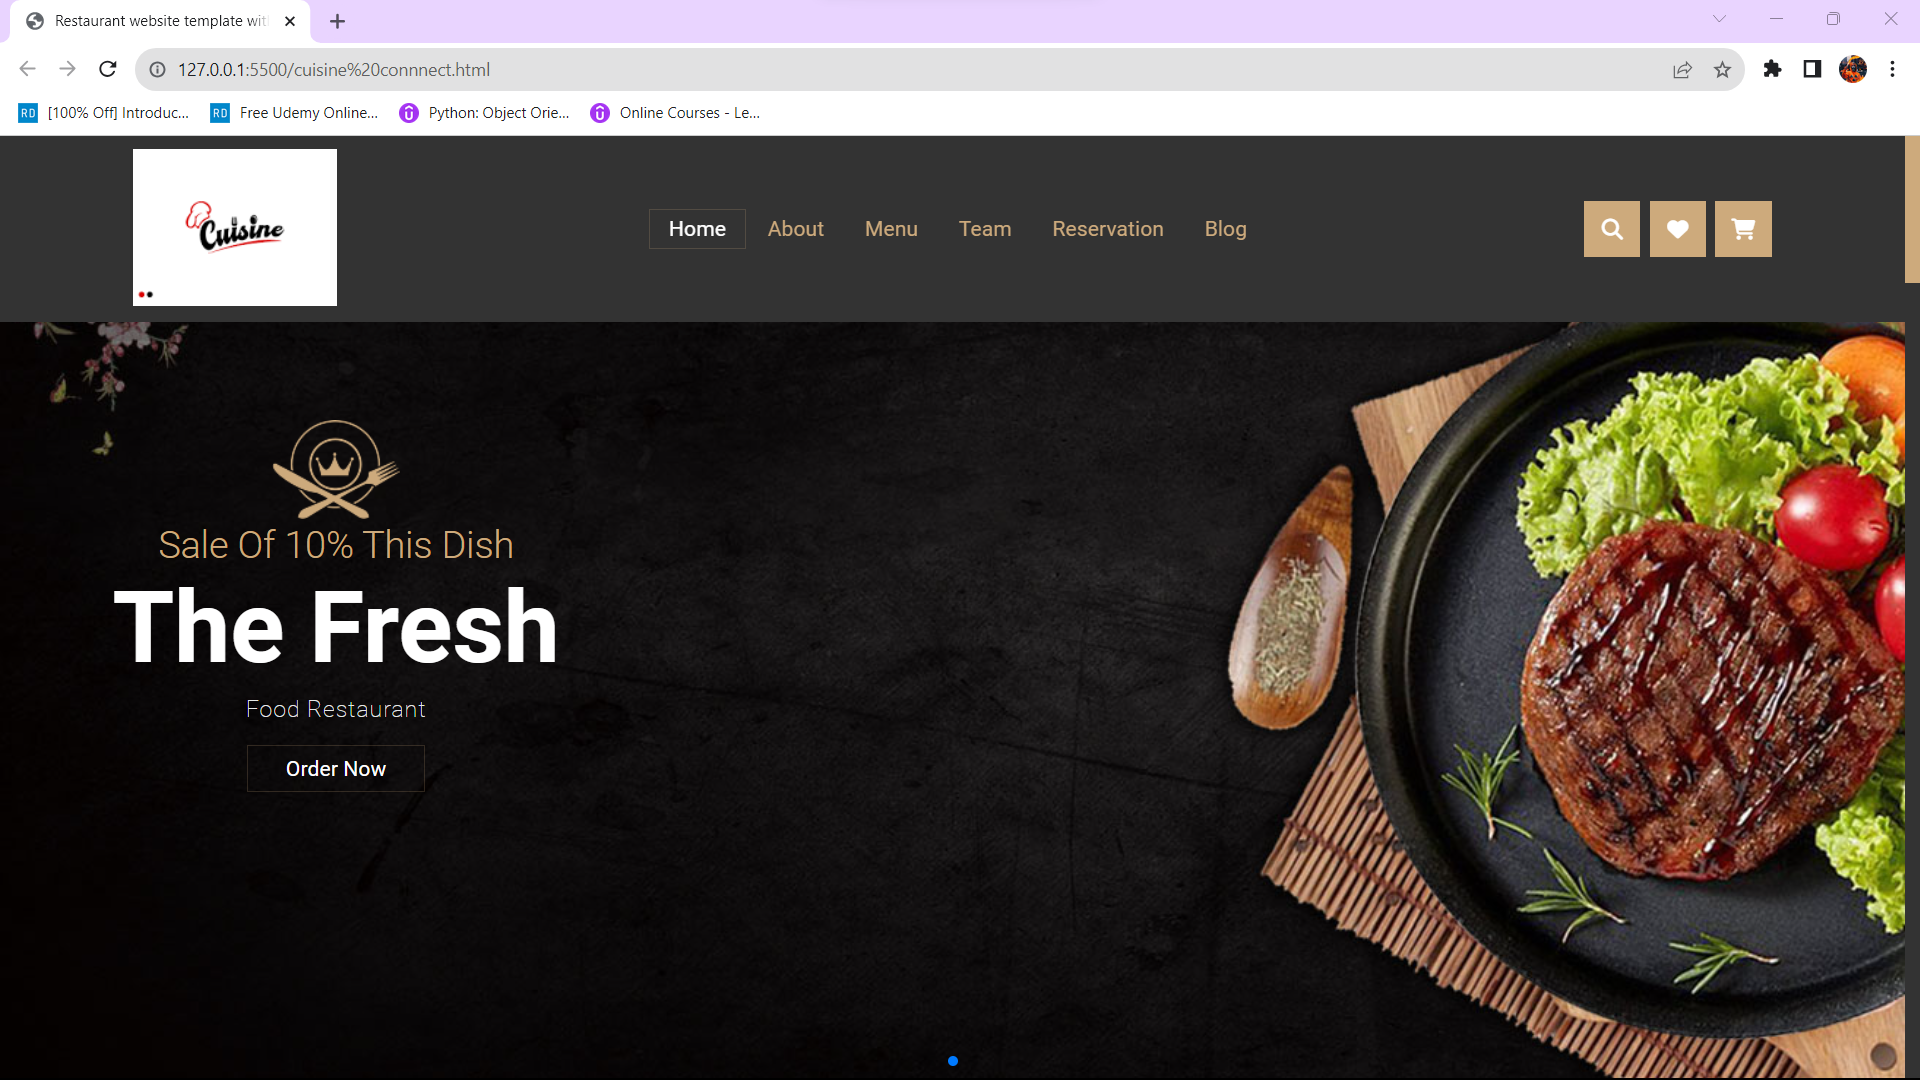 Restaurant website template wit
127.0.0.1:5500/cuisine%20connnect.html
RD [100% Off] Introduc... RD Free Udemy Online... Python: Object Orie... Online Courses - Le...
Cuisine
Home About Menu Team Reservation Blog
Sale Of 10% This Dish
The Fresh
Food Restaurant
Order Now